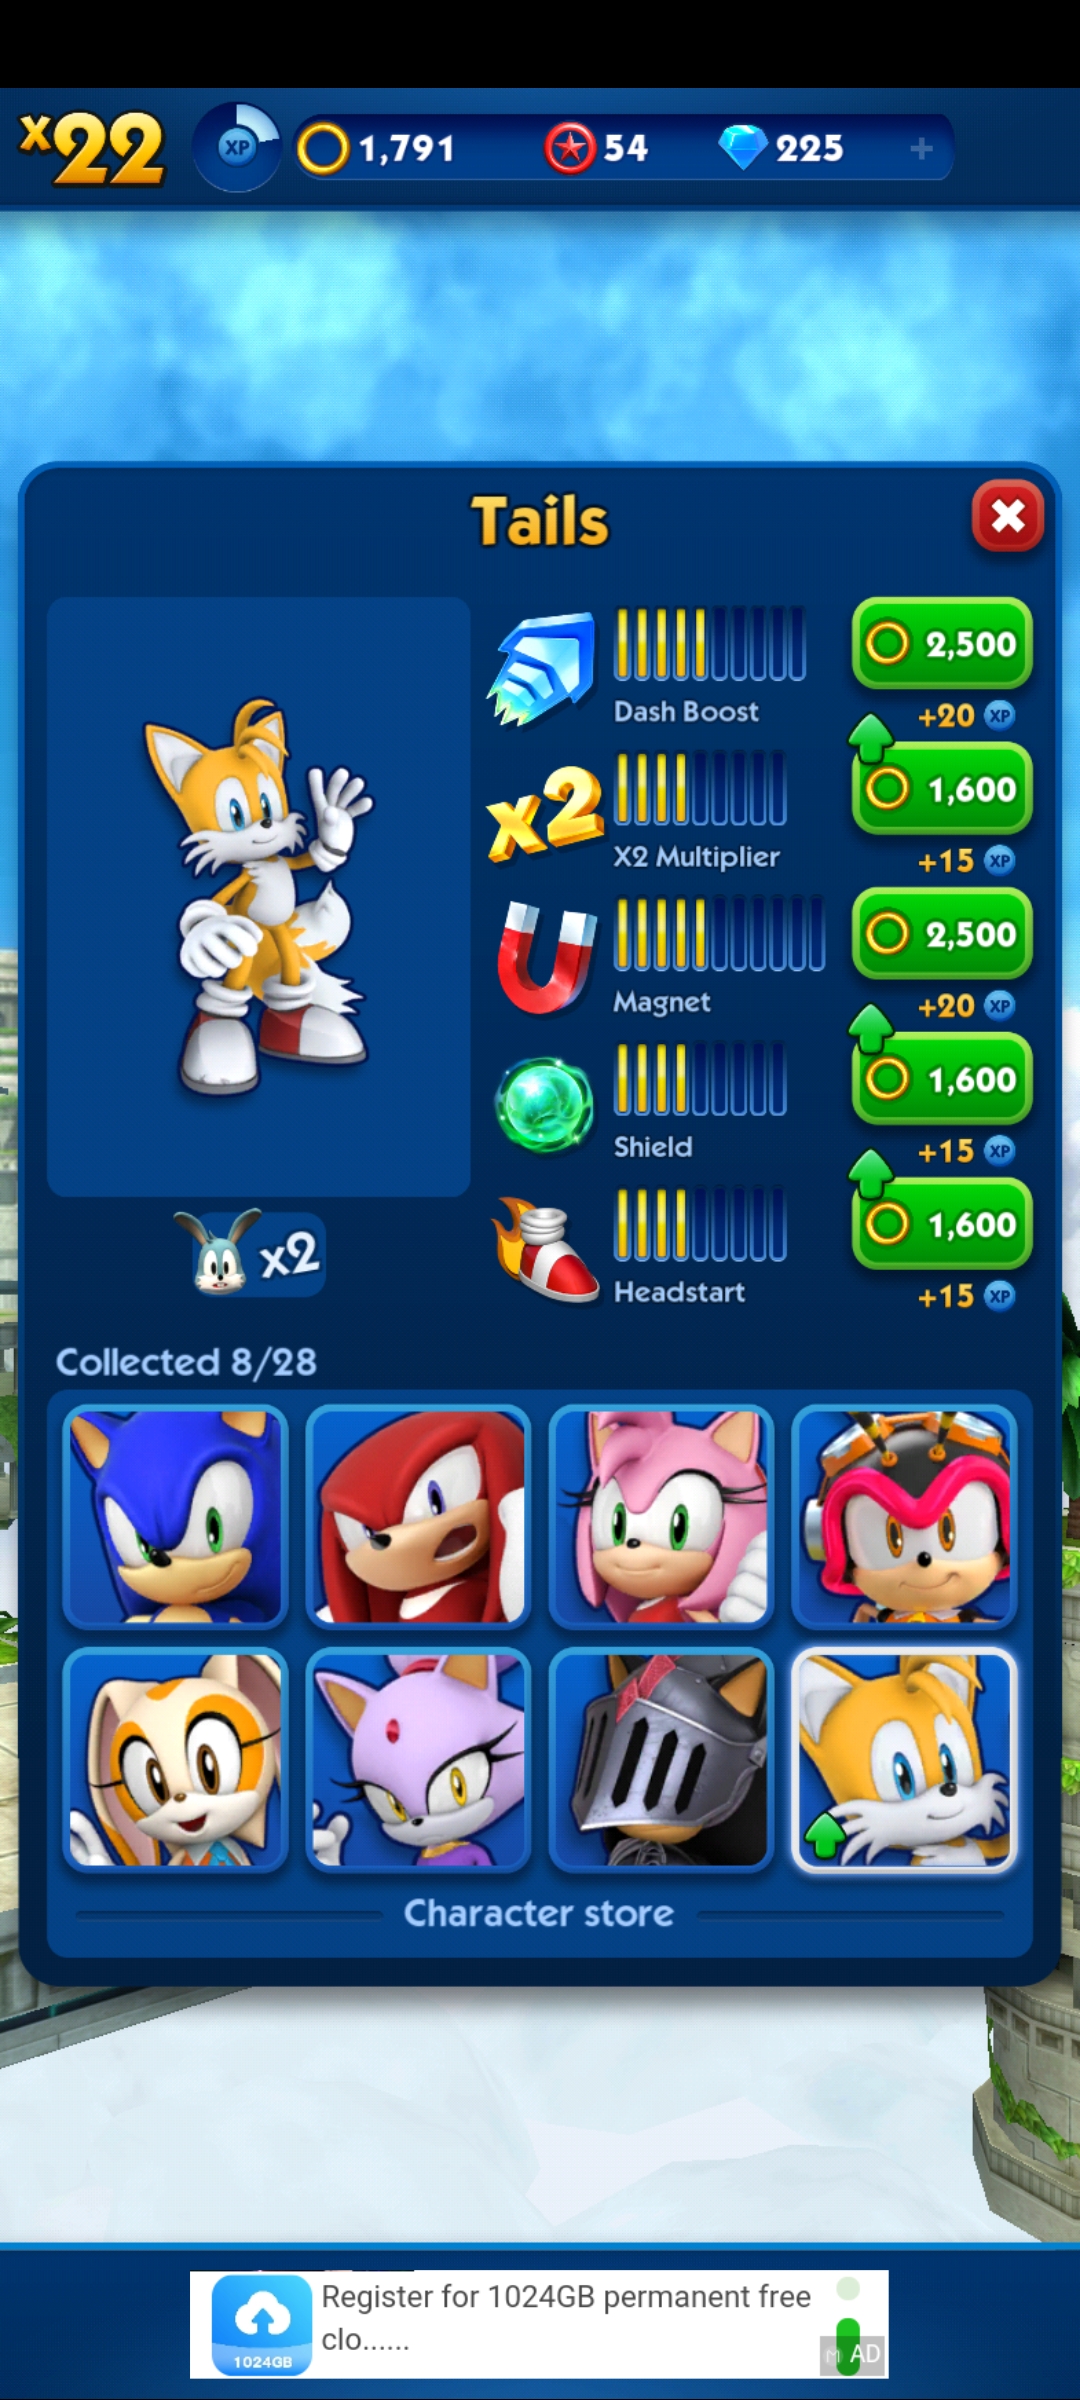 x22
XP
1,791
54
225
+
Tails
2,500
Dash Boost
+20 XP
x2
1,600
X2 Multiplier
+15 XP
2,500
Magnet
+20 XP
1,600
Shield
+15 XP
1,600
Headstart
+15 XP
x2
Collected 8/28
Character store
Register for 1024GB permanent free
clo......
1024GB
AD